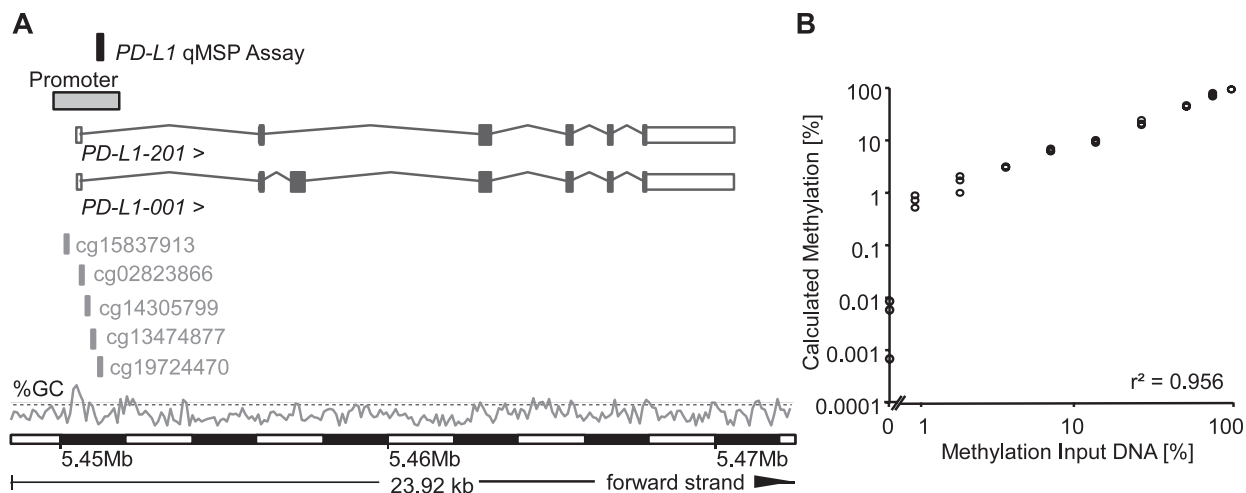 A
PD-L1 qMSP Assay
Promoter
PD-L1-201 >
PD-L1-001 >
cg15837913
cg02823866
cg14305799
cg13474877
cg19724470
%GC
5.45Mb 5.46Mb 5.47Mb
23.92 kb forward strand
B
Calculated Methylation [%]
100
10
1
0.1
0.01
0.001
0.0001
r² = 0.956
0 1 10 100
Methylation Input DNA [%]